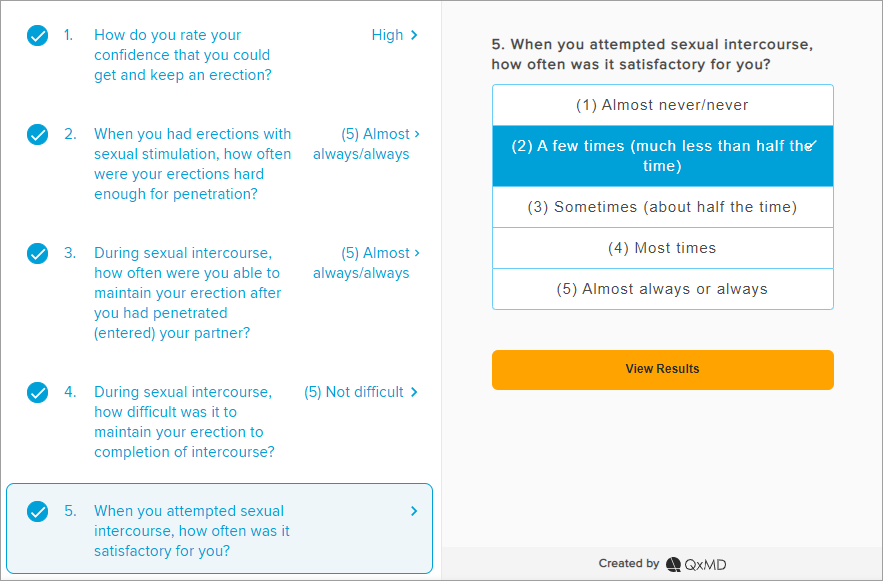 1. How do you rate your High
confidence that you could
get and keep an erection?
2. When you had erections with (5) Almost
sexual stimulation, how often always/always
were your erections hard
enough for penetration?
3. During sexual intercourse, (5) Almost
how often were you able to always/always
maintain your erection after
you had penetrated
(entered) your partner?
4. During sexual intercourse, (5) Not difficult
how difficult was it to
maintain your erection to
completion of intercourse?
5. When you attempted sexual
intercourse, how often was it
satisfactory for you?
5. When you attempted sexual intercourse,
how often was it satisfactory for you?
(1) Almost never/never
(2) A few times (much less than half the
time)
(3) Sometimes (about half the time)
(4) Most times
(5) Almost always or always
View Results
Created by QxMD